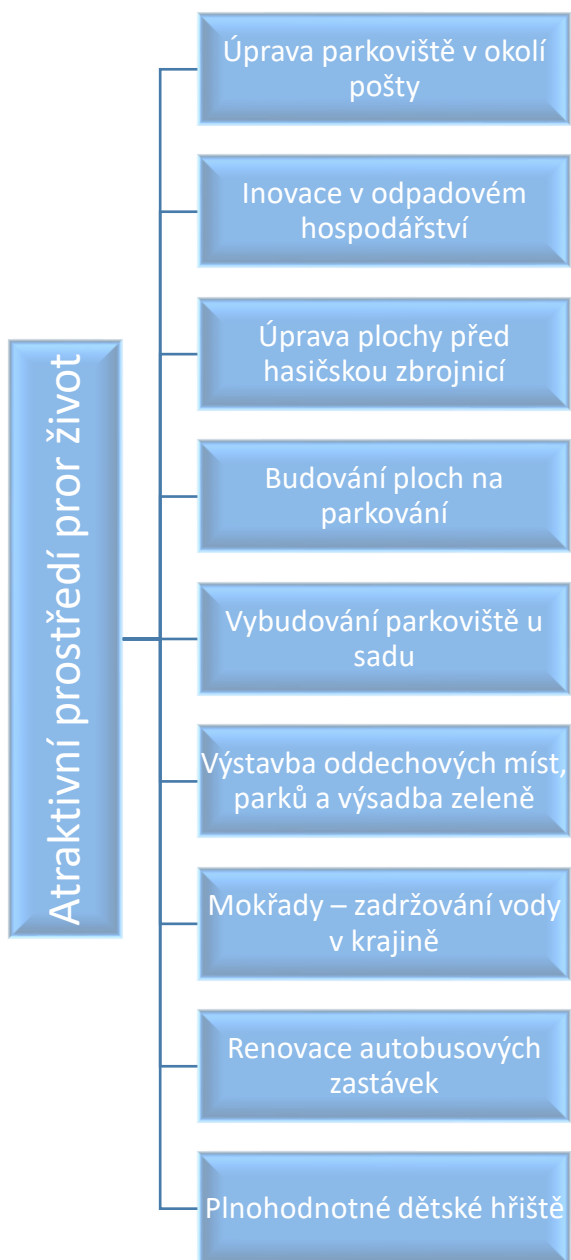 Atraktivní prostředí pror život
Úprava parkoviště v okolí
pošty
Inovace v odpadovém
hospodářství
Úprava plochy před
hasičskou zbrojnicí
Budování ploch na
parkování
Vybudování parkoviště u
sadu
Výstavba oddechových míst,
parků a výsadba zeleně
Mokřady – zadržování vody
v krajině
Renovace autobusových
zastávek
Plnohodnotné dětské hřiště